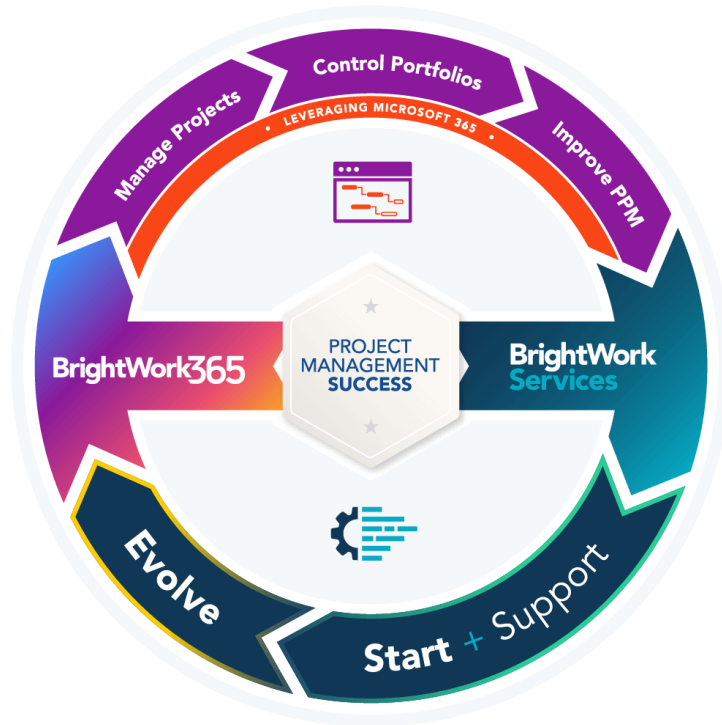 Control Portfolios
Manage Projects
Improve PPM
• LEVERAGING MICROSOFT 365 •
BrightWork365
PROJECT
MANAGEMENT
SUCCESS
BrightWork
Services
Evolve
Start + Support